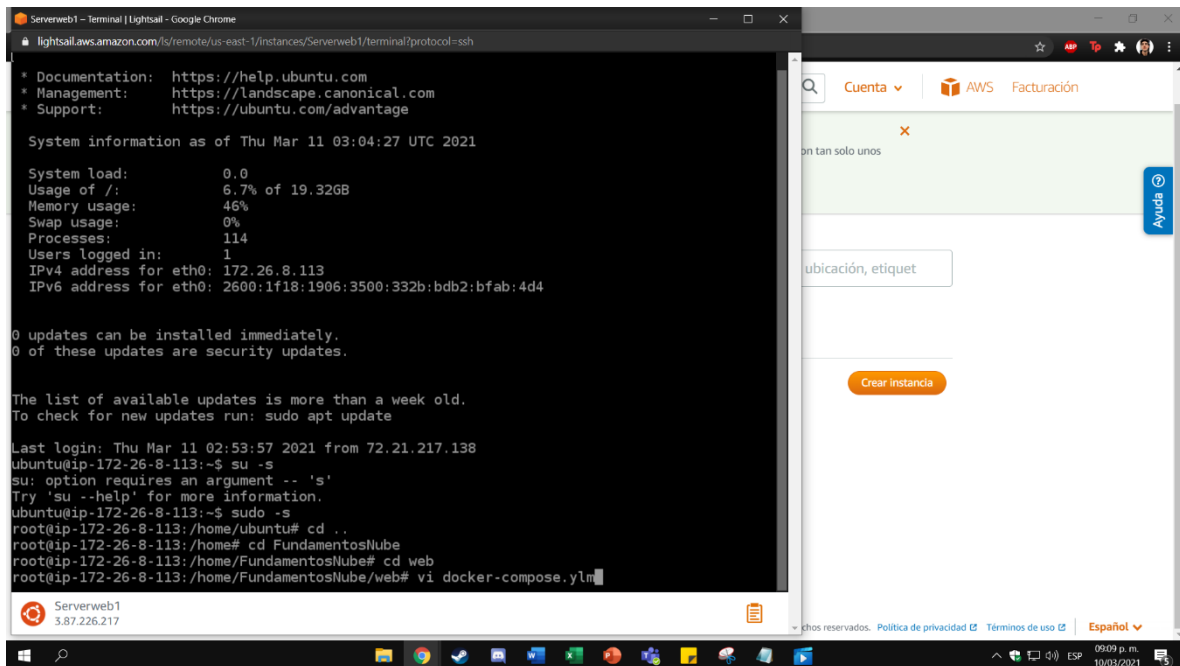 Serverweb1 – Terminal | Lightsail - Google Chrome
lightsail.aws.amazon.com/ls/remote/us-east-1/instances/Serverweb1/terminal?protocol=ssh
* Documentation:  https://help.ubuntu.com
* Management:     https://landscape.canonical.com
* Support:        https://ubuntu.com/advantage
System information as of Thu Mar 11 03:04:27 UTC 2021
System load:            0.0
Usage of /:             6.7% of 19.32GB
Memory usage:           46%
Swap usage:             0%
Processes:              114
Users logged in:        1
IPv4 address for eth0: 172.26.8.113
IPv6 address for eth0: 2600:1f18:1906:3500:332b:bdb2:bfab:4d4
0 updates can be installed immediately.
0 of these updates are security updates.
The list of available updates is more than a week old.
To check for new updates run: sudo apt update
Last login: Thu Mar 11 02:53:57 2021 from 72.21.217.138
ubuntu@ip-172-26-8-113:~$ su -s
su: option requires an argument -- 's'
Try 'su --help' for more information.
ubuntu@ip-172-26-8-113:~$ sudo -s
root@ip-172-26-8-113:/home/ubuntu# cd ..
root@ip-172-26-8-113:/home# cd FundamentosNube
root@ip-172-26-8-113:/home/FundamentosNube# cd web
root@ip-172-26-8-113:/home/FundamentosNube/web# vi docker-compose.ylm
Serverweb1
3.87.226.217
ABP
Tp
Cuenta
AWS
Facturación
on tan solo unos
Ayuda
ubicación, etiquet
Crear instancia
chos reservados. Política de privacidad Términos de uso Español
ESP
09:09 p. m.
10/03/2021
5